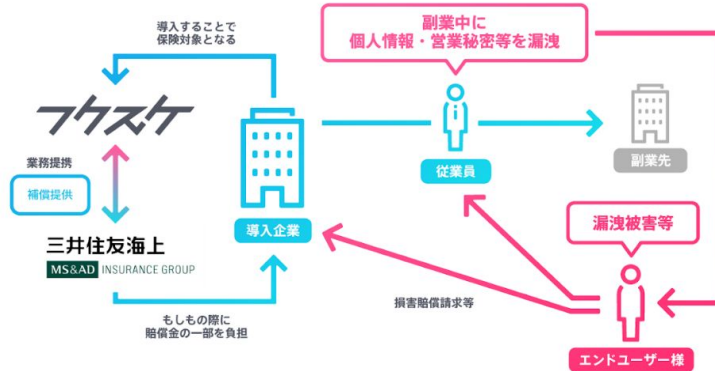 導入することで
保険対象となる
副業中に
個人情報・営業秘密等を漏洩
フクスケ
業務提携
補償提供
従業員
副業先
導入企業
漏洩被害等
三井住友海上
MS&AD INSURANCE GROUP
損害賠償請求等
もしもの際に
賠償金の一部を負担
エンドユーザー様